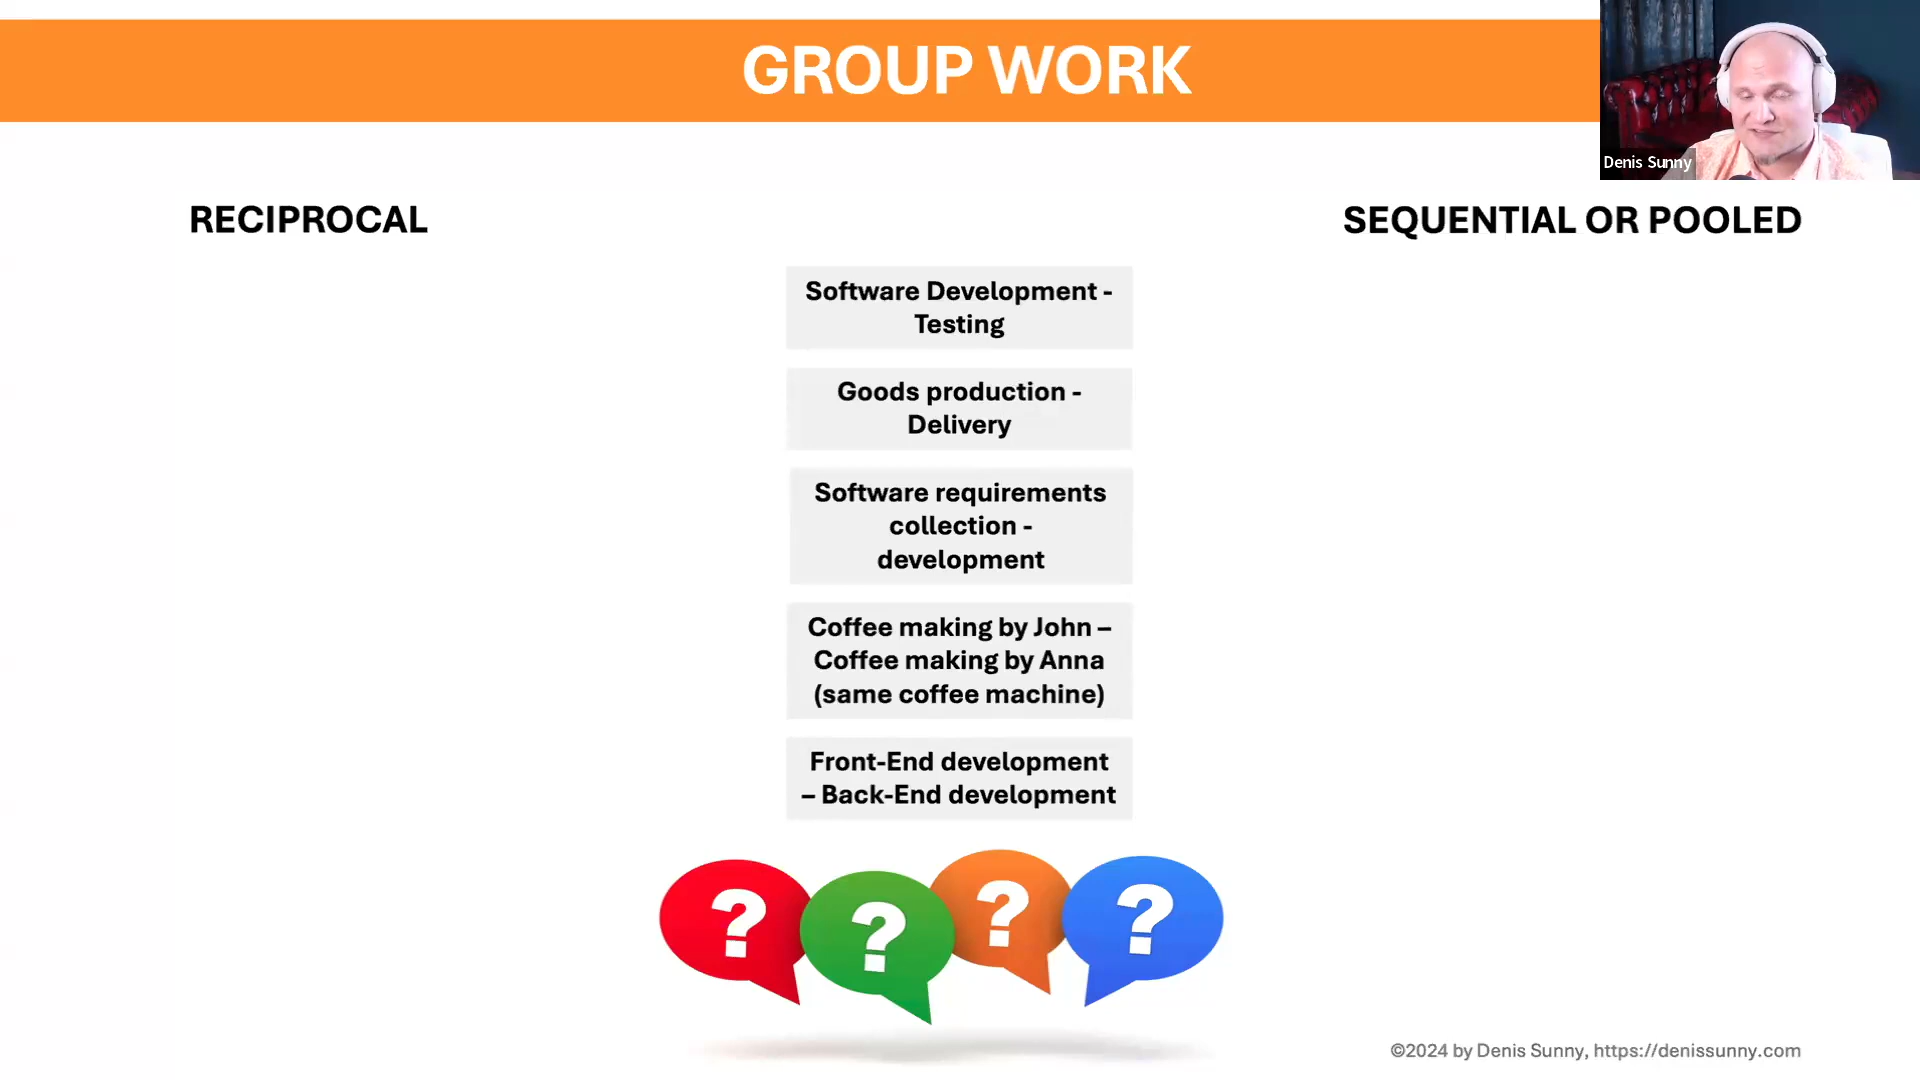 GROUP WORK
Denis Sunny
RECIPROCAL
SEQUENTIAL OR POOLED
Software Development -
Testing
Goods production -
Delivery
Software requirements
collection -
development
Coffee making by John –
Coffee making by Anna
(same coffee machine)
Front-End development
– Back-End development
? ? ? ?
©2024 by Denis Sunny, https://denissunny.com